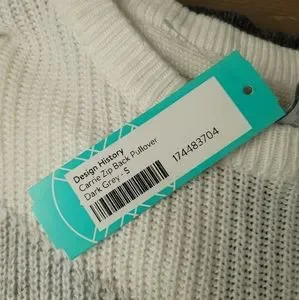 Design History
Carrie Zip Back Pullover
Dark Grey - S
174483704